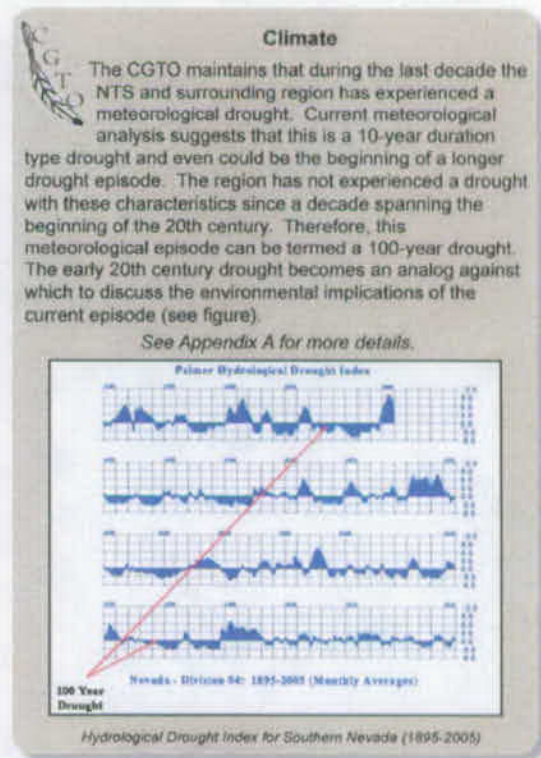 Climate
CGTO
The CGTO maintains that during the last decade the
NTS and surrounding region has experienced a
meteorological drought. Current meteorological
analysis suggests that this is a 10-year duration
type drought and even could be the beginning of a longer
drought episode. The region has not experienced a drought
with these characteristics since a decade spanning the
beginning of the 20th century. Therefore, this
meteorological episode can be termed a 100-year drought.
The early 20th century drought becomes an analog against
which to discuss the environmental implications of the
current episode (see figure).
See Appendix A for more details.
Palmer Hydrological Drought Index
100 Year
Drought
Nevada - Division 04: 1895-2005 (Monthly Averages)
Hydrological Drought Index for Southern Nevada (1895-2005)